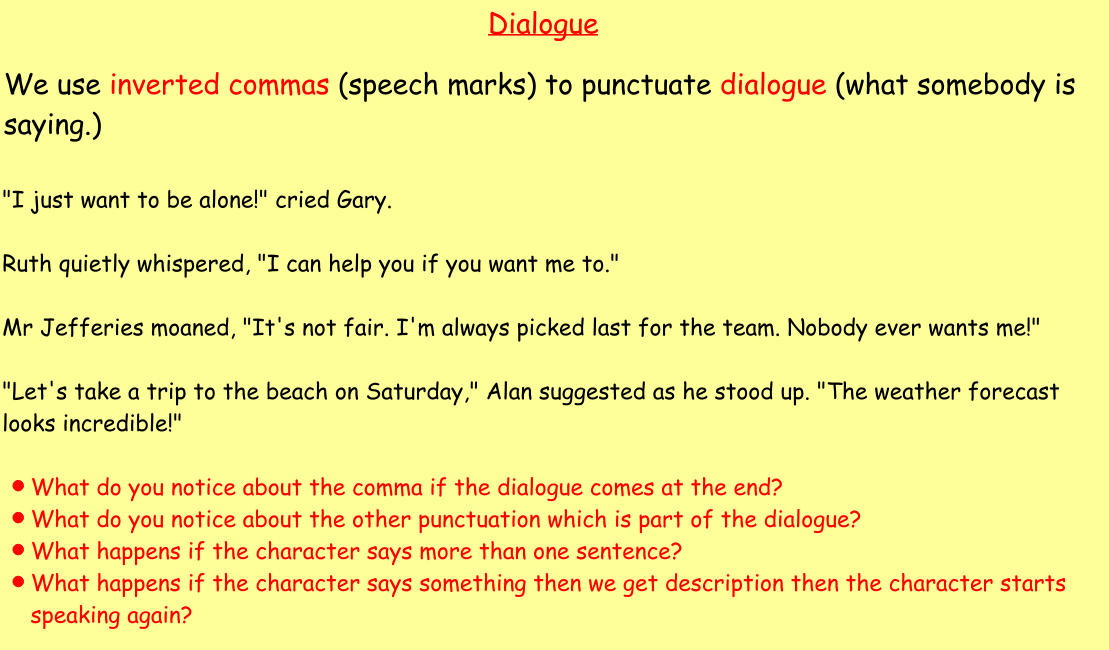 Dialogue
We use inverted commas (speech marks) to punctuate dialogue (what somebody is
saying.)
"I just want to be alone!" cried Gary.
Ruth quietly whispered, "I can help you if you want me to."
Mr Jefferies moaned, "It's not fair. I'm always picked last for the team. Nobody ever wants me!"
"Let's take a trip to the beach on Saturday," Alan suggested as he stood up. "The weather forecast
looks incredible!"
• What do you notice about the comma if the dialogue comes at the end?
• What do you notice about the other punctuation which is part of the dialogue?
• What happens if the character says more than one sentence?
• What happens if the character says something then we get description then the character starts
speaking again?